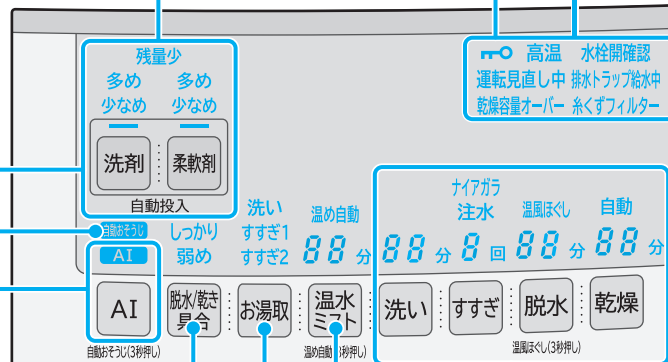 残量少
多め 多め
少なめ 少なめ
洗剤 柔軟剤
自動投入
高温 水栓開確認
運転見直し中 排水トラップ給水中
乾燥容量オーバー 糸くずフィルター
自動おそうじ
AI
しっかり
弱め
洗い
すすぎ1
すすぎ2
温め自動
88分
88分
ナイアガラ
注水
8回
温風ほぐし
88分
自動
88分
AI
自動おそうじ(3秒押し)
脱水/乾き
具合
お湯取
温水
ミスト
温め自動(3秒押し)
洗い
すすぎ
脱水
温風ほぐし(3秒押し)
乾燥